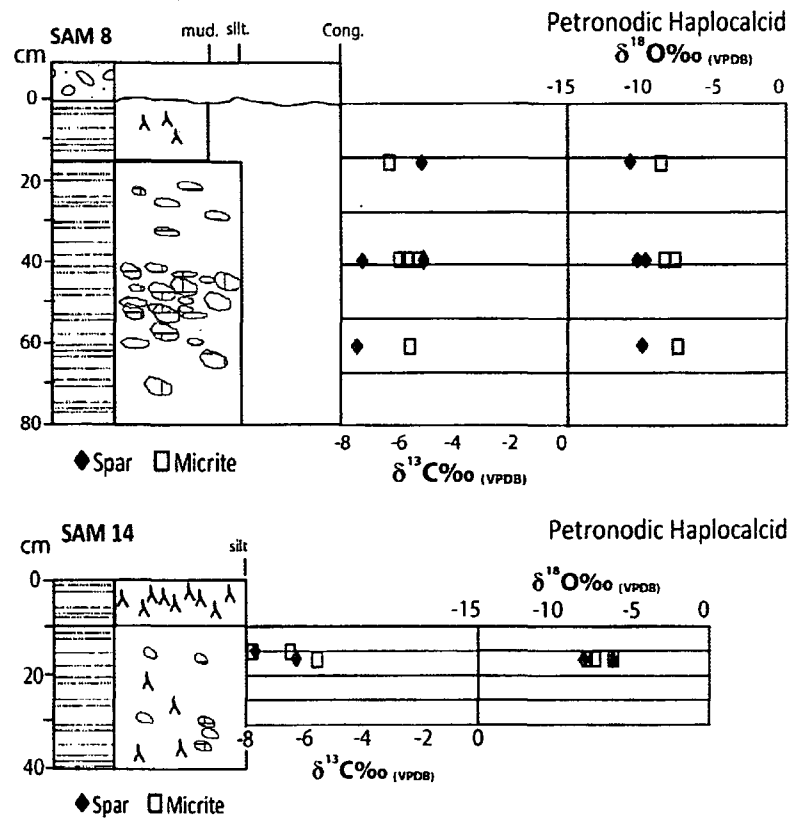 SAM 8
mud. silt. Cong.
Petronodic Haplocalcid
cm
δ18O‰ (VPDB)
-15 -10 -5 0
0
20
40
60
80
-8 -6 -4 -2 0
Spar Micrite
δ13C‰ (VPDB)
SAM 14
Petronodic Haplocalcid
cm
silt
δ18O‰ (VPDB)
-15 -10 -5 0
0
20
40
-8 -6 -4 -2 0
δ13C‰ (VPDB)
Spar Micrite